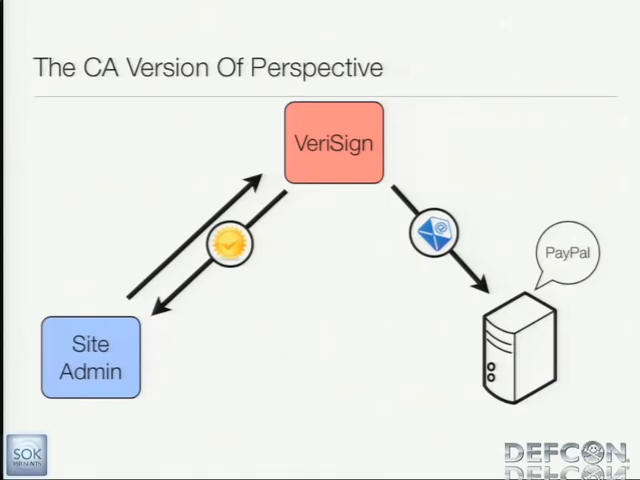 The CA Version Of Perspective
VeriSign
PayPal
Site
Admin
SOK
DEFCON